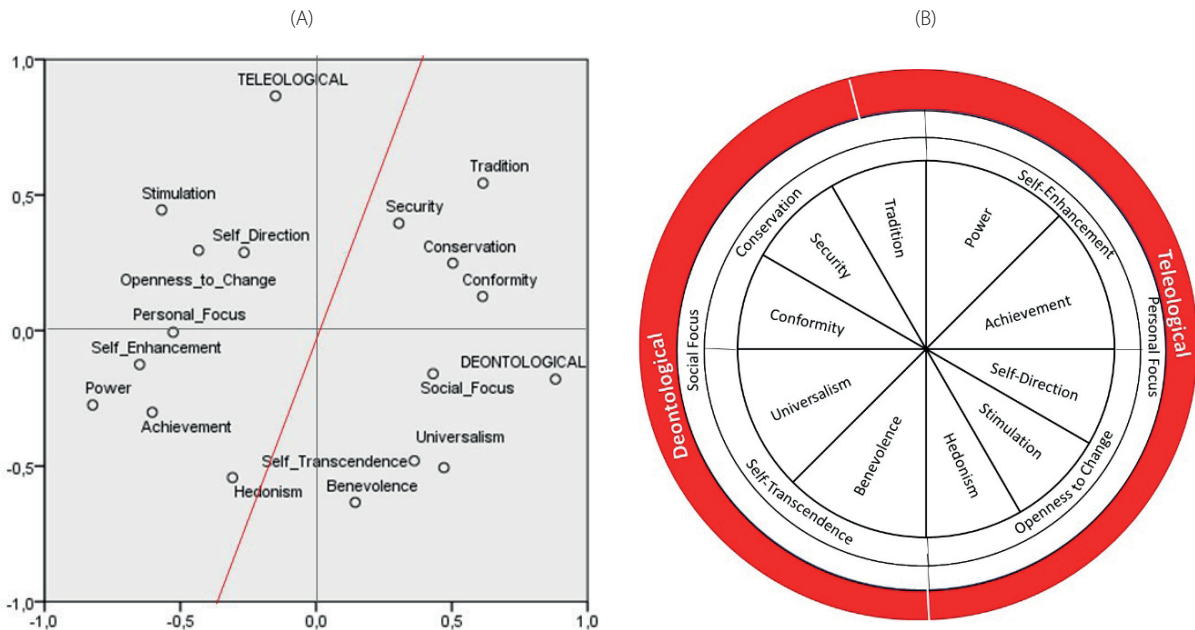 (A)
(B)
1,0
TELEOLOGICAL
Tradition
0,5
Stimulation
Security
Self_Direction
Conservation
Openness_to_Change
Conformity
Personal_Focus
0,0
Self_Enhancement
DEONTOLOGICAL
Power
Social_Focus
Achievement
Universalism
-0,5
Self_Transcendence
Hedonism
Benevolence
-1,0
-1,0
-0,5
0,0
0,5
1,0
Deontological
Teleological
Social Focus
Personal Focus
Conservation
Self-Enhancement
Self-Transcendence
Openness to Change
Tradition
Power
Security
Achievement
Conformity
Self-Direction
Universalism
Stimulation
Benevolence
Hedonism